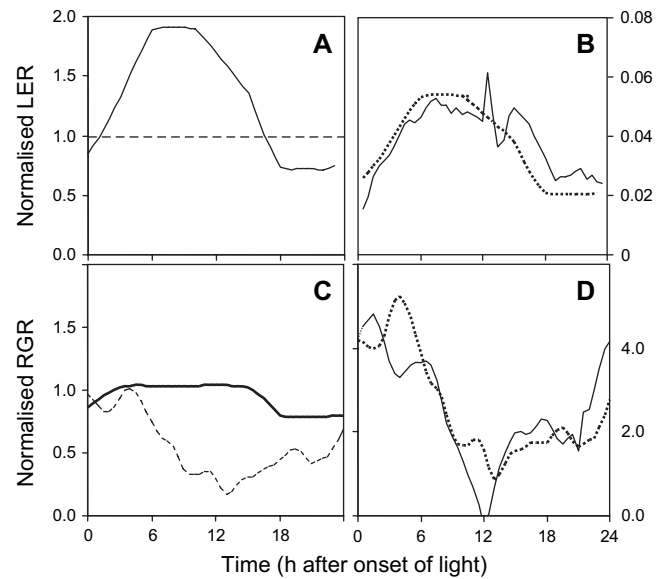 2.0
1.5
1.0
0.5
0.0
Normalised LER
A
B
0.08
0.06
0.04
0.02
0
1.5
1.0
0.5
0.0
Normalised RGR
C
D
4.0
2.0
0.0
0 6 12 18 0 6 12 18 24
Time (h after onset of light)